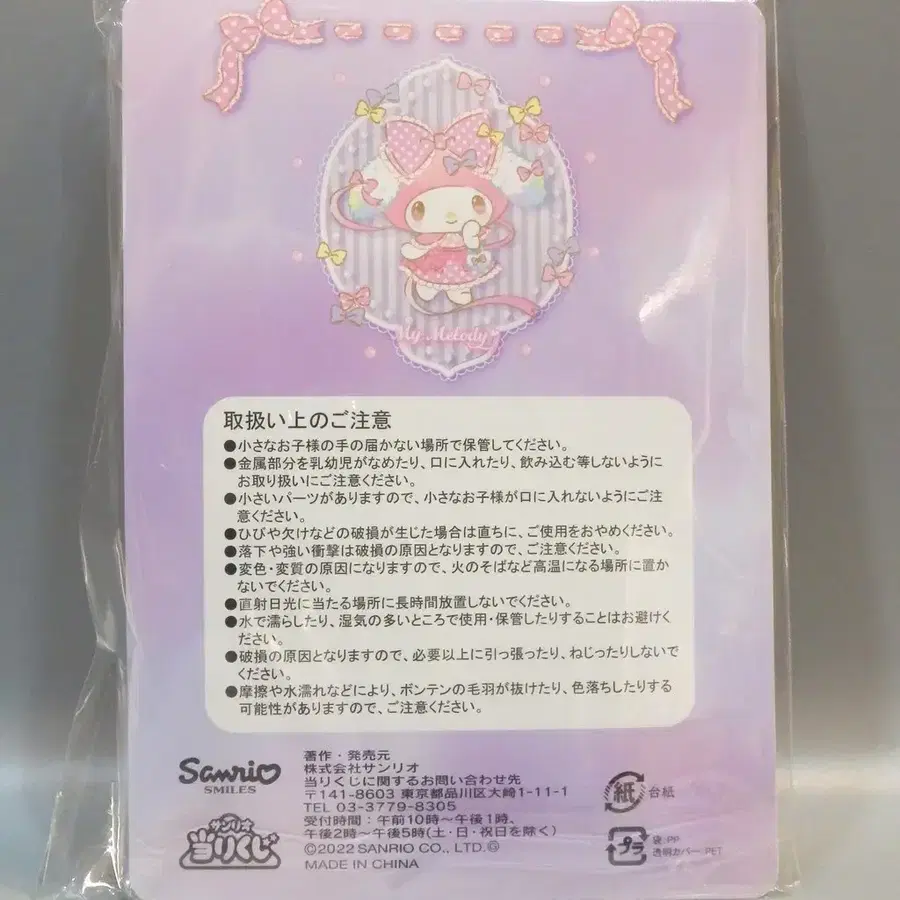 My Melody
取扱い上のご注意
●小さなお子様の手の届かない場所で保管してください。
●金属部分を乳幼児がなめたり、口に入れたり、飲み込む等しないように
お取り扱いにご注意ください。
●小さいパーツがありますので、小さなお子様が口に入れないようにご注
意ください。
●ひびや欠けなどの破損が生じた場合は直ちに、ご使用をおやめください。
●落下や強い衝撃は破損の原因となりますので、ご注意ください。
●変色・変質の原因になりますので、火のそばなど高温になる場所に置か
ないでください。
●直射日光に当たる場所に長時間放置しないでください。
●水で濡らしたり、湿気の多いところで使用・保管したりすることはお避けく
ださい。
●破損の原因となりますので、必要以上に引っ張ったり、ねじったりしないで
ください。
●摩擦や水濡れなどにより、ボンテンの毛羽が抜けたり、色落ちしたりする
可能性がありますので、ご注意ください。
Sanrio
SMILES
サンリオ
当りくじ
著作・発売元
株式会社サンリオ
当りくじに関するお問い合わせ先
〒141-8603 東京都品川区大崎1-11-1
TEL 03-3779-8305
受付時間：午前10時～午後1時、
午後2時～午後5時(土・日・祝日を除く)
©2022 SANRIO CO., LTD. Ⓖ
MADE IN CHINA
紙 台紙
プラ
袋:PP
透明カバー:PET